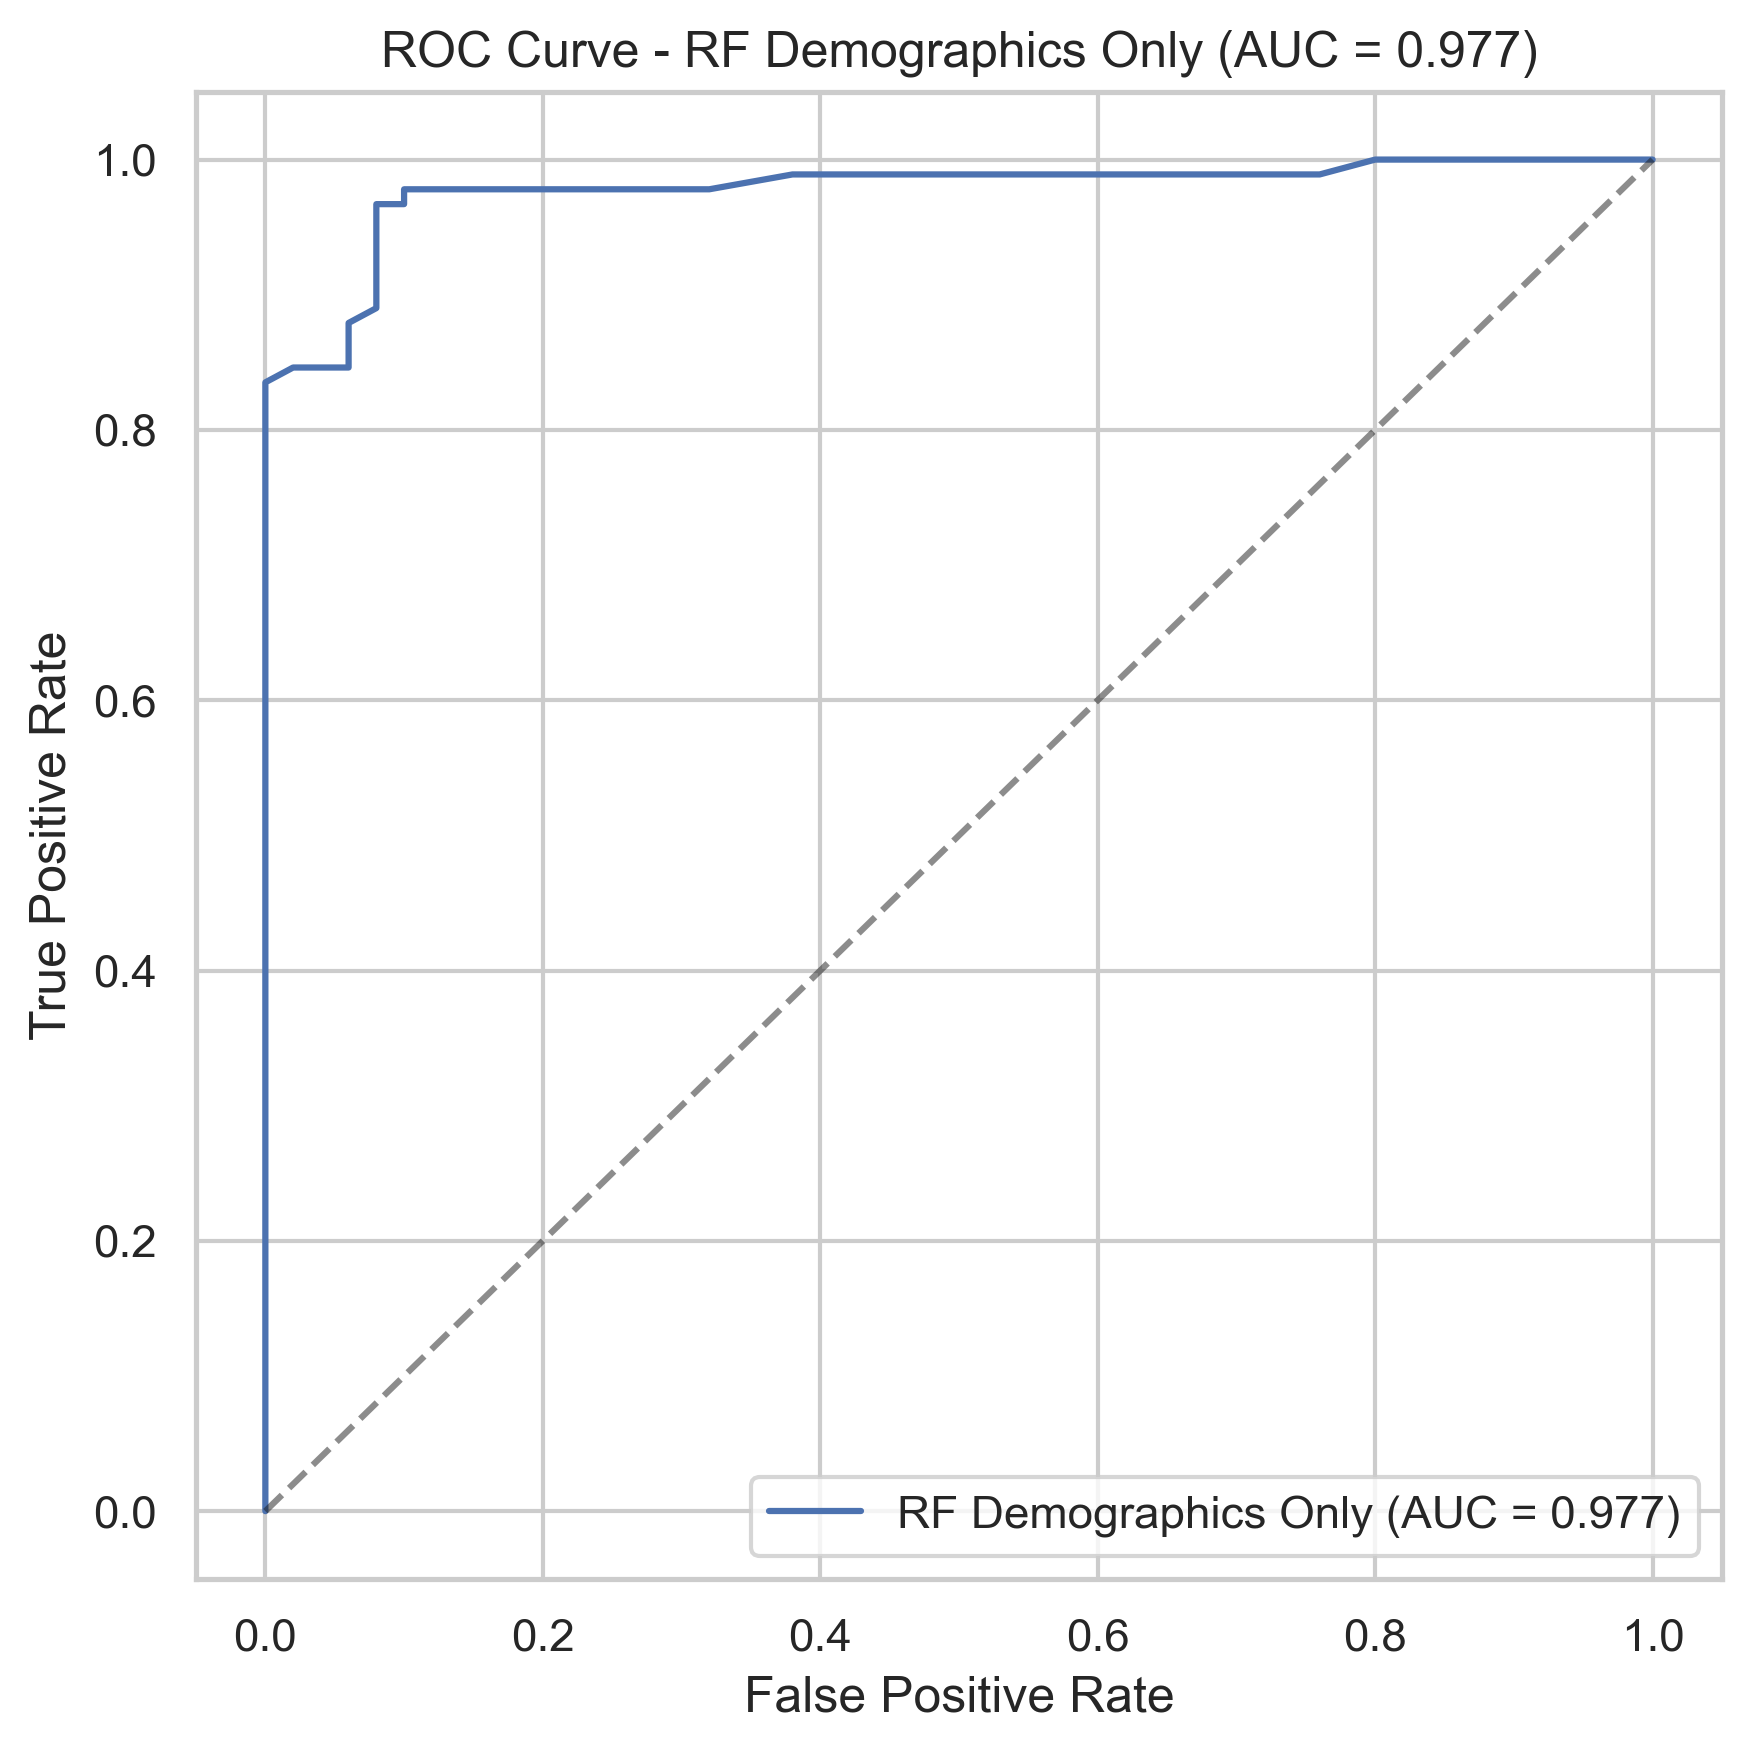 ROC Curve - RF Demographics Only (AUC = 0.977)
1.0
0.8
0.6
0.4
0.2
0.0
True Positive Rate
RF Demographics Only (AUC = 0.977)
0.0 0.2 0.4 0.6 0.8 1.0
False Positive Rate